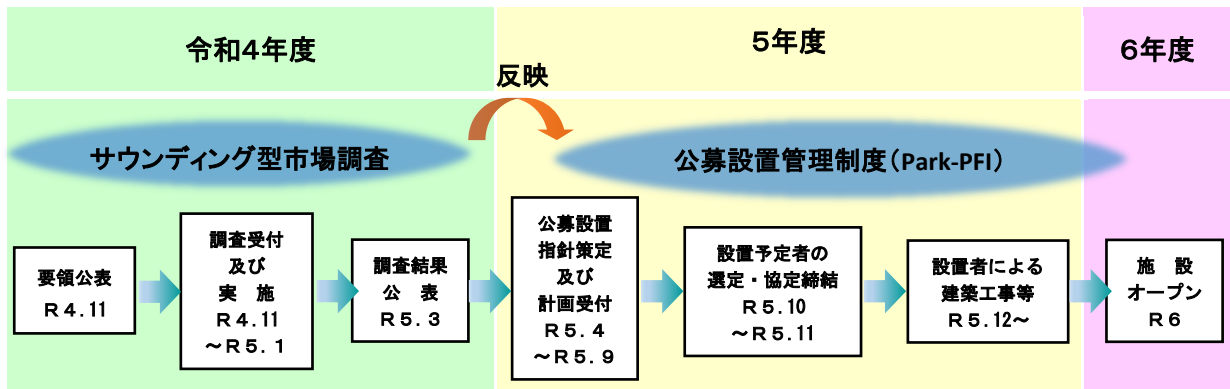 令和4年度
5年度
6年度
反映
サウンディング型市場調査
公募設置管理制度(Park-PFI)
要領公表
R4.11
調査受付
及び
実　施
R4.11
～R5.1
調査結果
公　表
R5.3
公募設置
指針策定
及び
計画受付
R5.4
～R5.9
設置予定者の
選定・協定締結
R5.10
～R5.11
設置者による
建築工事等
R5.12～
施　設
オープン
R6